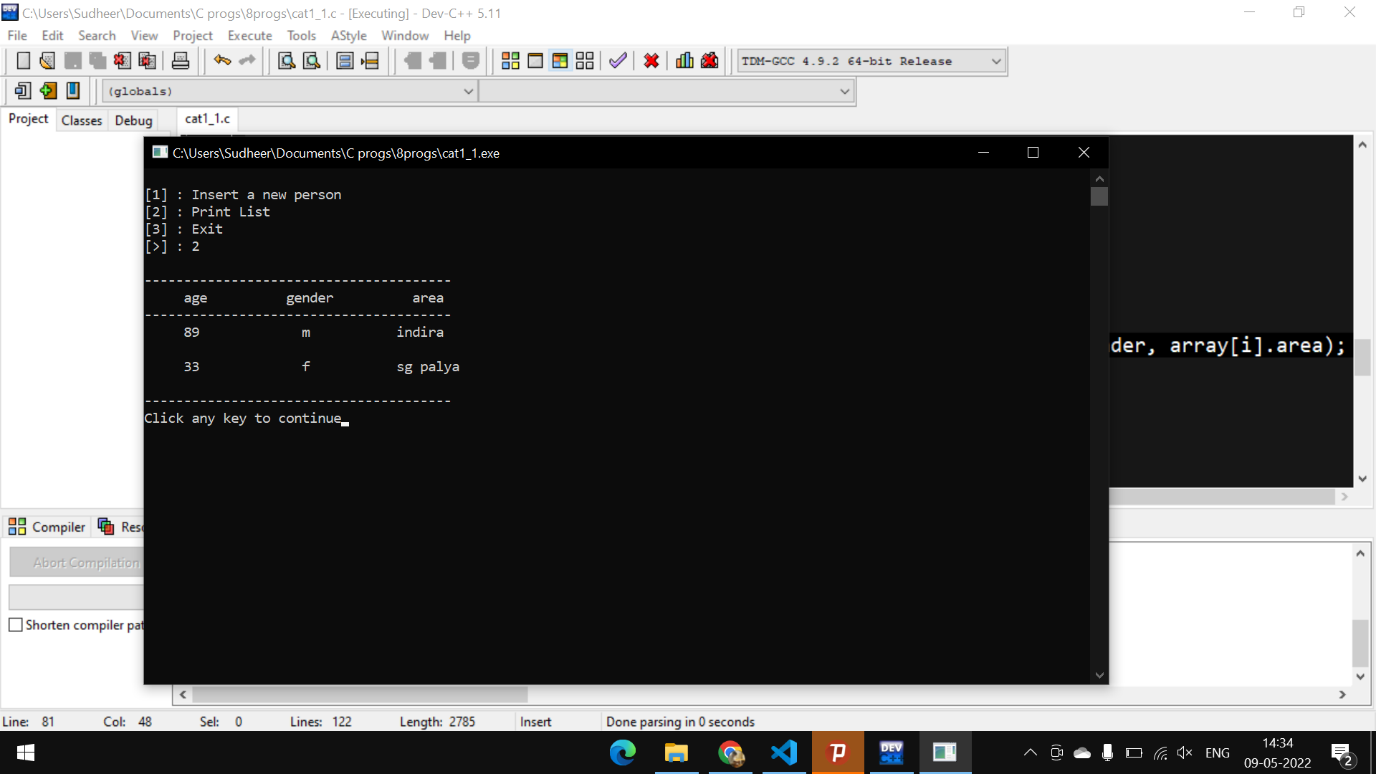 C:\Users\Sudheer\Documents\C progs\8progs\cat1_1.c - [Executing] - Dev-C++ 5.11
File Edit Search View Project Execute Tools AStyle Window Help
TDM-GCC 4.9.2 64-bit Release
(globals)
Project Classes Debug cat1_1.c
C:\Users\Sudheer\Documents\C progs\8progs\cat1_1.exe
[1] : Insert a new person
[2] : Print List
[3] : Exit
[>] : 2
---------------------------------------
age gender area
---------------------------------------
89 m indira
der, array[i].area);
33 f sg palya
---------------------------------------
Click any key to continue
Compiler Reso
Abort Compilation
Shorten compiler pat
Line: 81 Col: 48 Sel: 0 Lines: 122 Length: 2785 Insert Done parsing in 0 seconds
DEV C++
ENG
14:34
09-05-2022
2